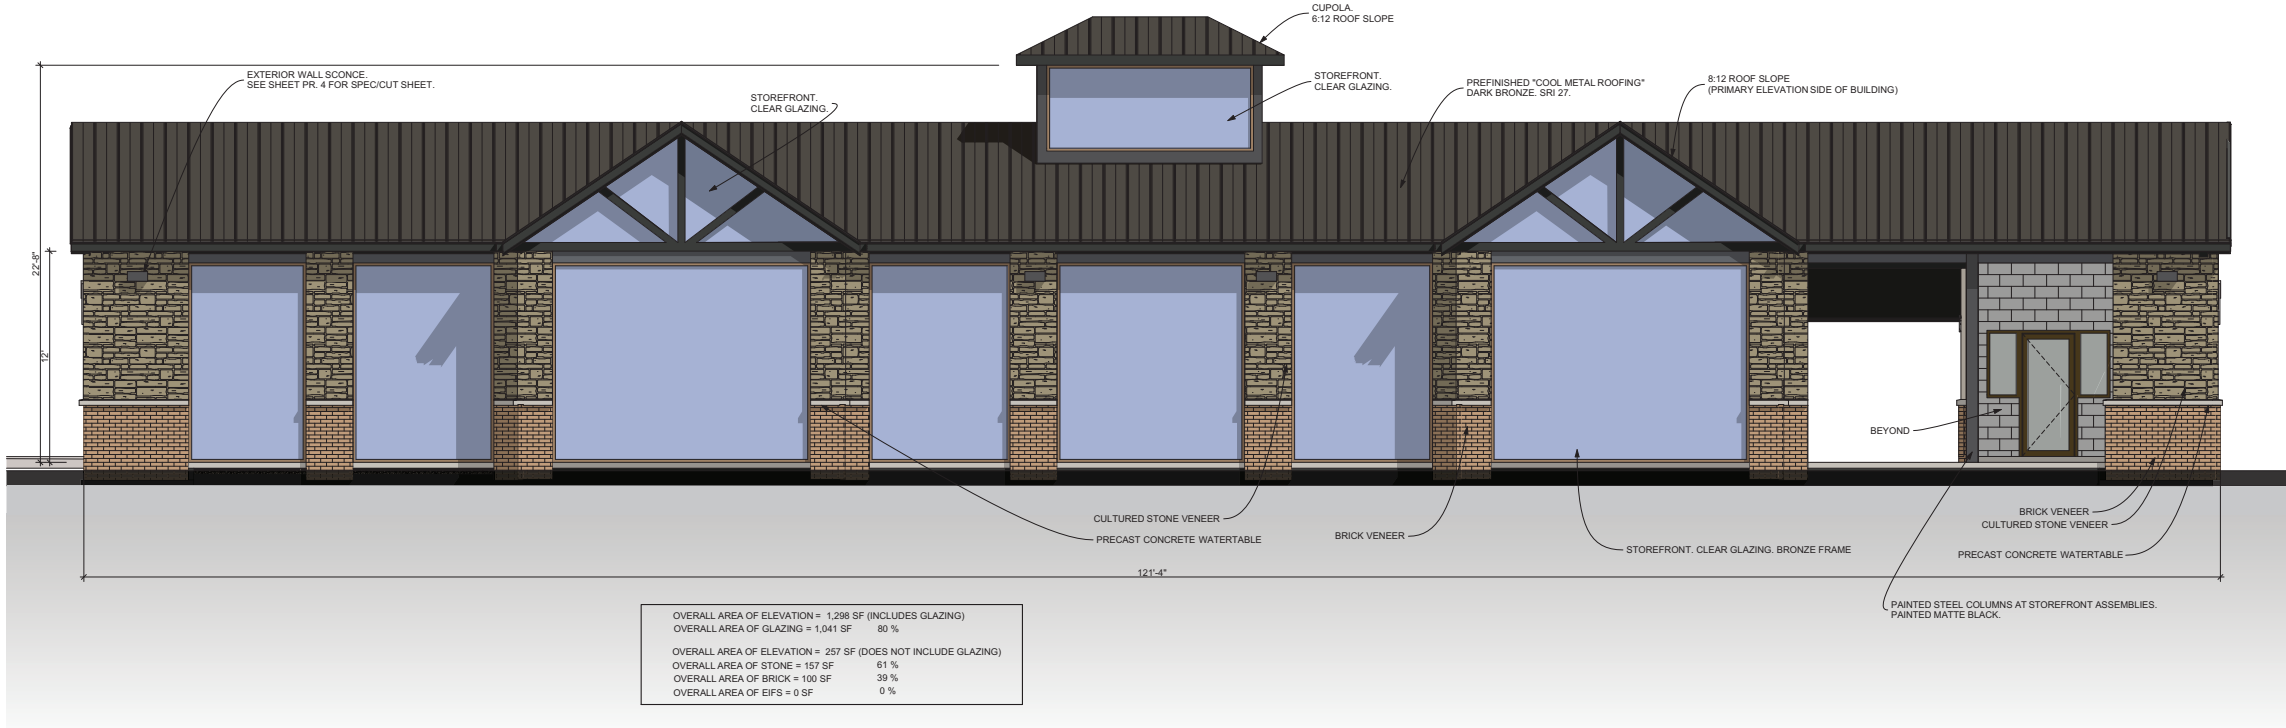 CUPOLA.
6:12 ROOF SLOPE
EXTERIOR WALL SCONCE.
SEE SHEET PR. 4 FOR SPEC/CUT SHEET.
STOREFRONT.
CLEAR GLAZING.
STOREFRONT.
CLEAR GLAZING.
PREFINISHED "COOL METAL ROOFING"
DARK BRONZE. SRI 27.
8:12 ROOF SLOPE
(PRIMARY ELEVATION SIDE OF BUILDING)
22'-8"
12'
BEYOND
CULTURED STONE VENEER
PRECAST CONCRETE WATERTABLE
BRICK VENEER
STOREFRONT. CLEAR GLAZING. BRONZE FRAME
BRICK VENEER
CULTURED STONE VENEER
PRECAST CONCRETE WATERTABLE
121'-4"
PAINTED STEEL COLUMNS AT STOREFRONT ASSEMBLIES.
PAINTED MATTE BLACK.
OVERALL AREA OF ELEVATION = 1,298 SF (INCLUDES GLAZING)
OVERALL AREA OF GLAZING = 1,041 SF 80 %
OVERALL AREA OF ELEVATION = 257 SF (DOES NOT INCLUDE GLAZING)
OVERALL AREA OF STONE = 157 SF 61 %
OVERALL AREA OF BRICK = 100 SF 39 %
OVERALL AREA OF EIFS = 0 SF 0 %